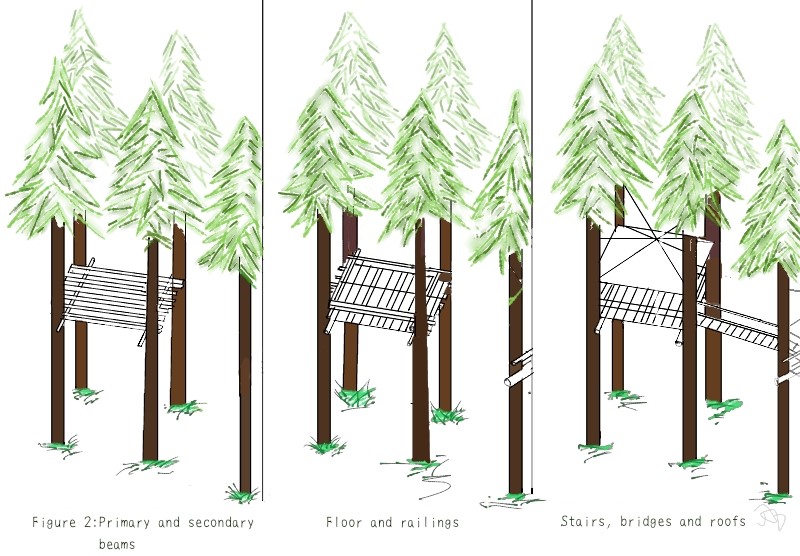 Figure 2:Primary and secondary
beams
Floor and railings
Stairs, bridges and roofs